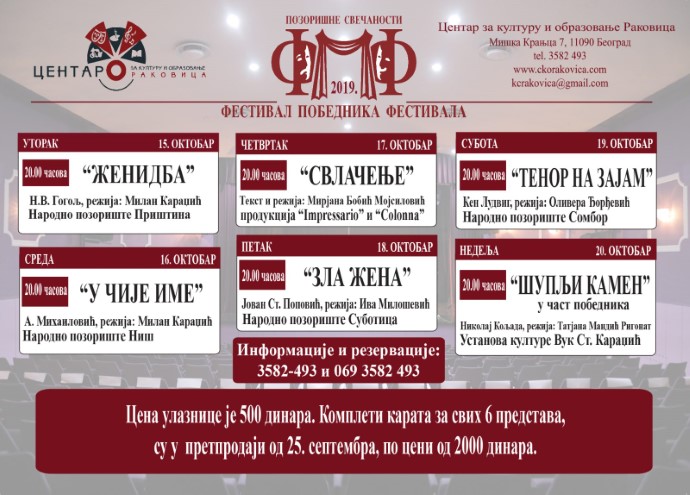 ЦЕНТАР
ЗА КУЛТУРУ И ОБРАЗОВАЊЕ
РАКОВИЦА
ПОЗОРИШНЕ СВЕЧАНОСТИ
ФПФ
2019.
ФЕСТИВАЛ ПОБЕДНИКА ФЕСТИВАЛА
Центар за културу и образовање Раковица
Мишка Крањца 7, 11090 Београд
tel. 3582 493
www.ckorakovica.com
kcrakovica@gmail.com
УТОРАК 15. ОКТОБАР
20.00 часова “ЖЕНИДБА”
Н.В. Гогољ, режија: Милан Караџић
Народно позориште Приштина
СРЕДА 16. ОКТОБАР
20.00 часова “У ЧИЈЕ ИМЕ”
А. Михаиловић, режија: Милан Караџић
Народно позориште Ниш
ЧЕТВРТАК 17. ОКТОБАР
20.00 часова “СВЛАЧЕЊЕ”
Текст и режија: Мирјана Бобић Мојсиловић
продукција “Impressario” и “Colonna”
ПЕТАК 18. ОКТОБАР
20.00 часова “ЗЛА ЖЕНА”
Јован Ст. Поповић, режија: Ива Милошевић
Народно позориште Суботица
СУБОТА 19. ОКТОБАР
20.00 часова “ТЕНОР НА ЗАЈАМ”
Кен Лудвиг, режија: Оливера Ђорђевић
Народно позориште Сомбор
НЕДЕЉА 20. ОКТОБАР
20.00 часова “ШУПЉИ КАМЕН”
у част победника
Николај Кољада, режија: Татјана Мандић Ригонат
Установа културе Вук Ст. Караџић
Информације и резервације:
3582-493 и 069 3582 493
Цена улазнице је 500 динара. Комплети карата за свих 6 представа,
су у претпродаји од 25. септембра, по цени од 2000 динара.